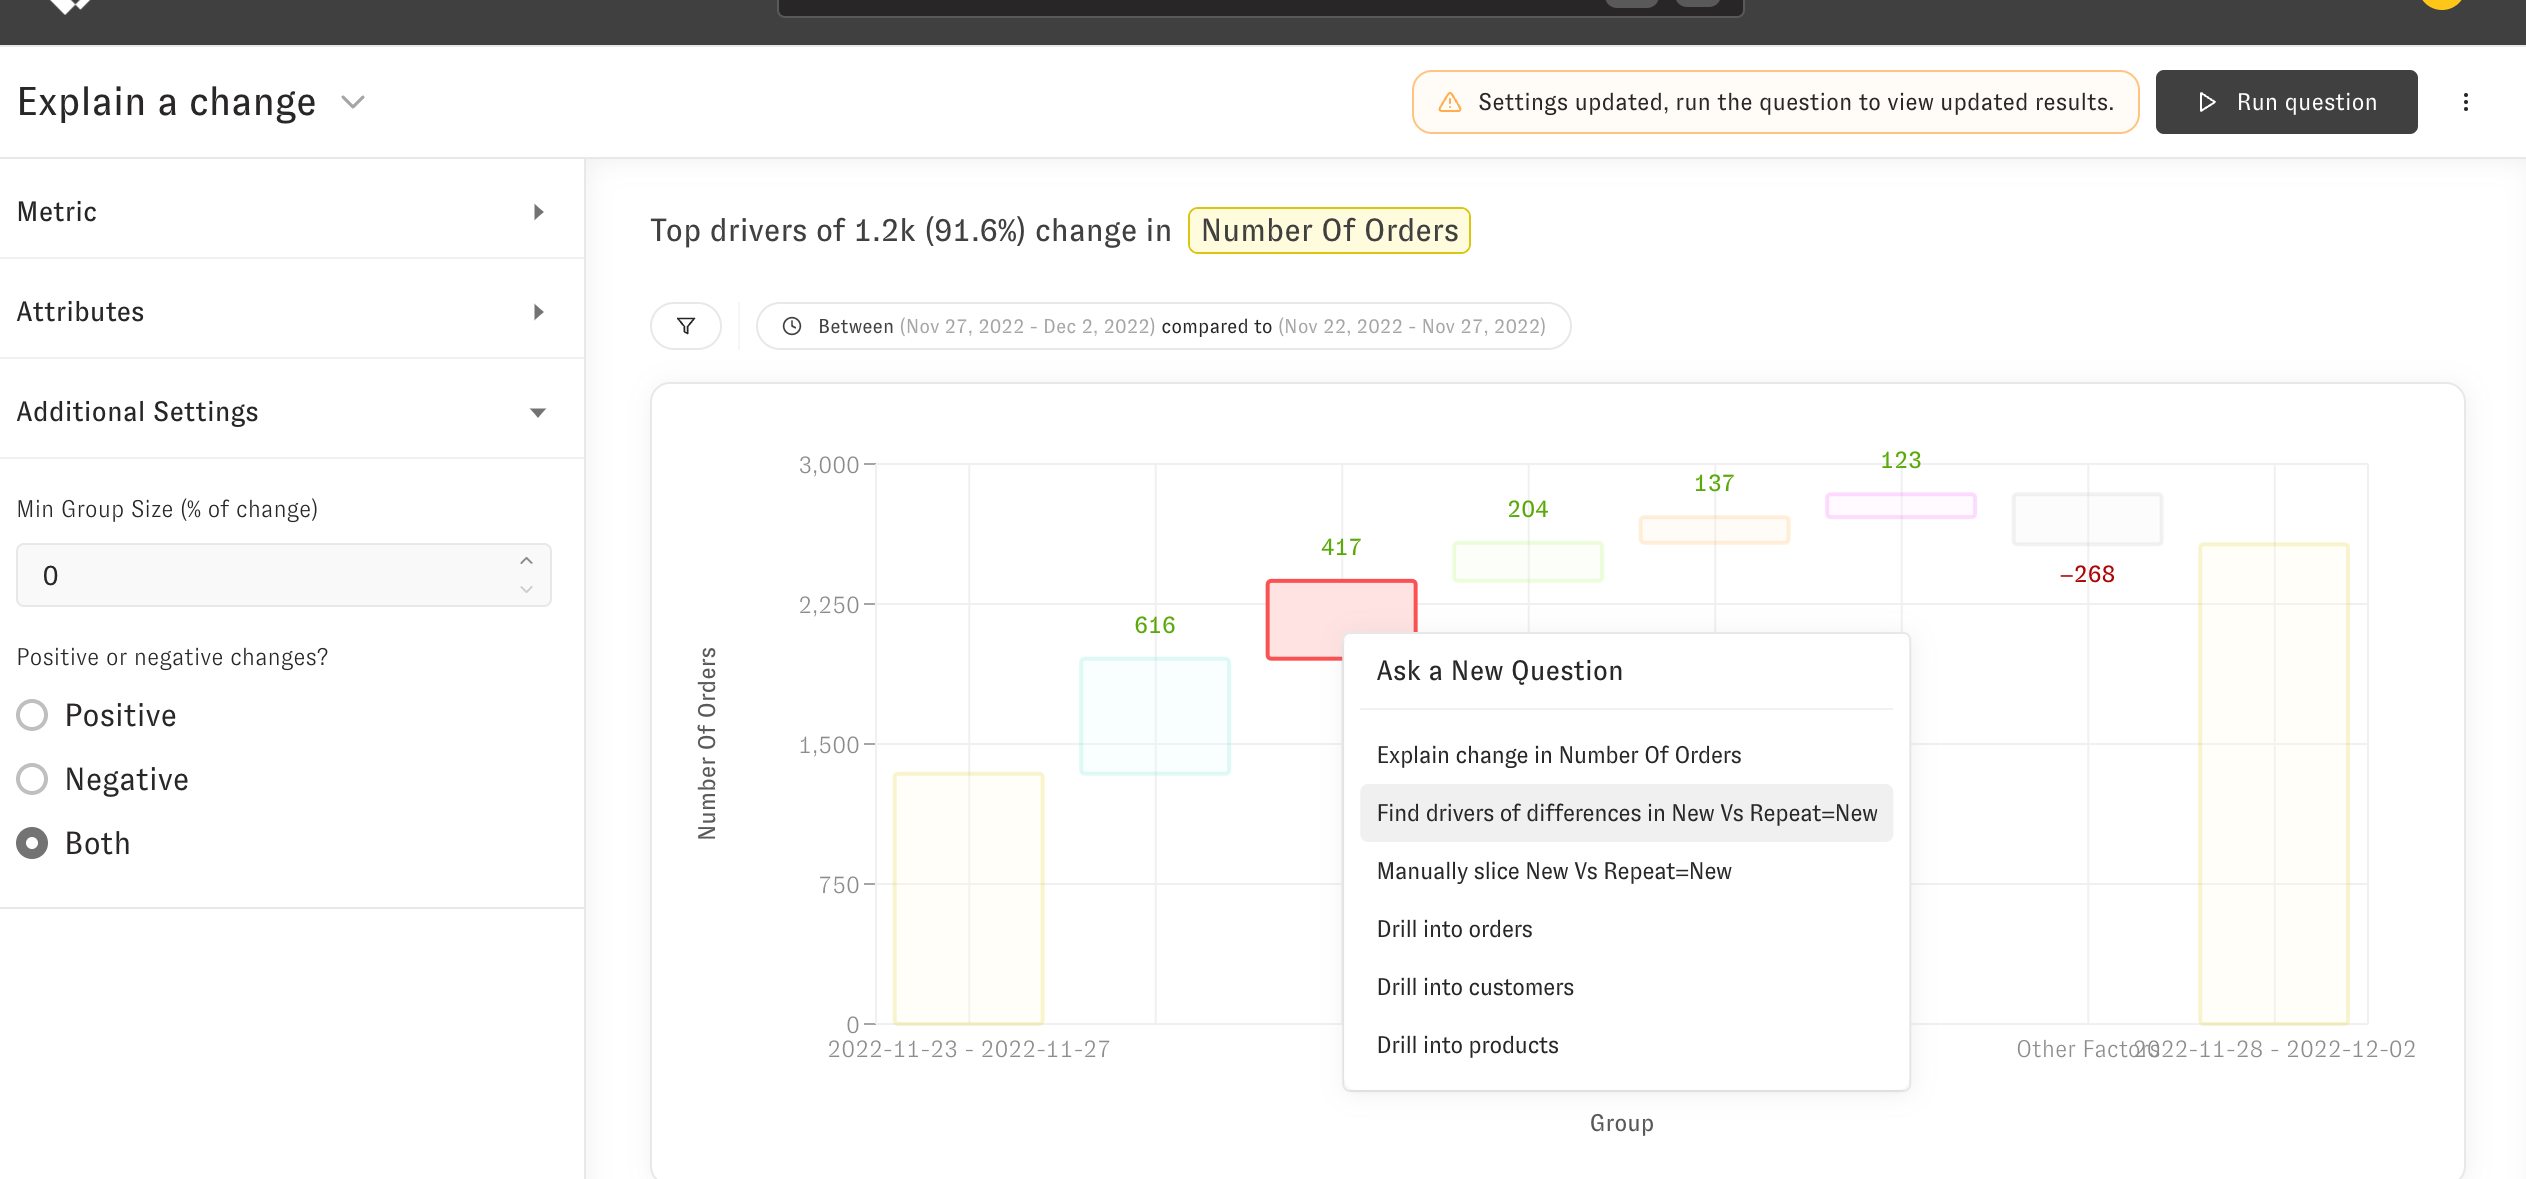 Explain a change
Settings updated, run the question to view updated results.
Run question
Metric
Attributes
Additional Settings
Min Group Size (% of change)
0
Positive or negative changes?
Positive
Negative
Both
Top drivers of 1.2k (91.6%) change in Number Of Orders
Between (Nov 27, 2022 - Dec 2, 2022) compared to (Nov 22, 2022 - Nov 27, 2022)
Number Of Orders
3,000
2,250
1,500
750
0
616
417
204
137
123
–268
Ask a New Question
Explain change in Number Of Orders
Find drivers of differences in New Vs Repeat=New
Manually slice New Vs Repeat=New
Drill into orders
Drill into customers
Drill into products
2022-11-23 - 2022-11-27
Other Factors
2022-11-28 - 2022-12-02
Group